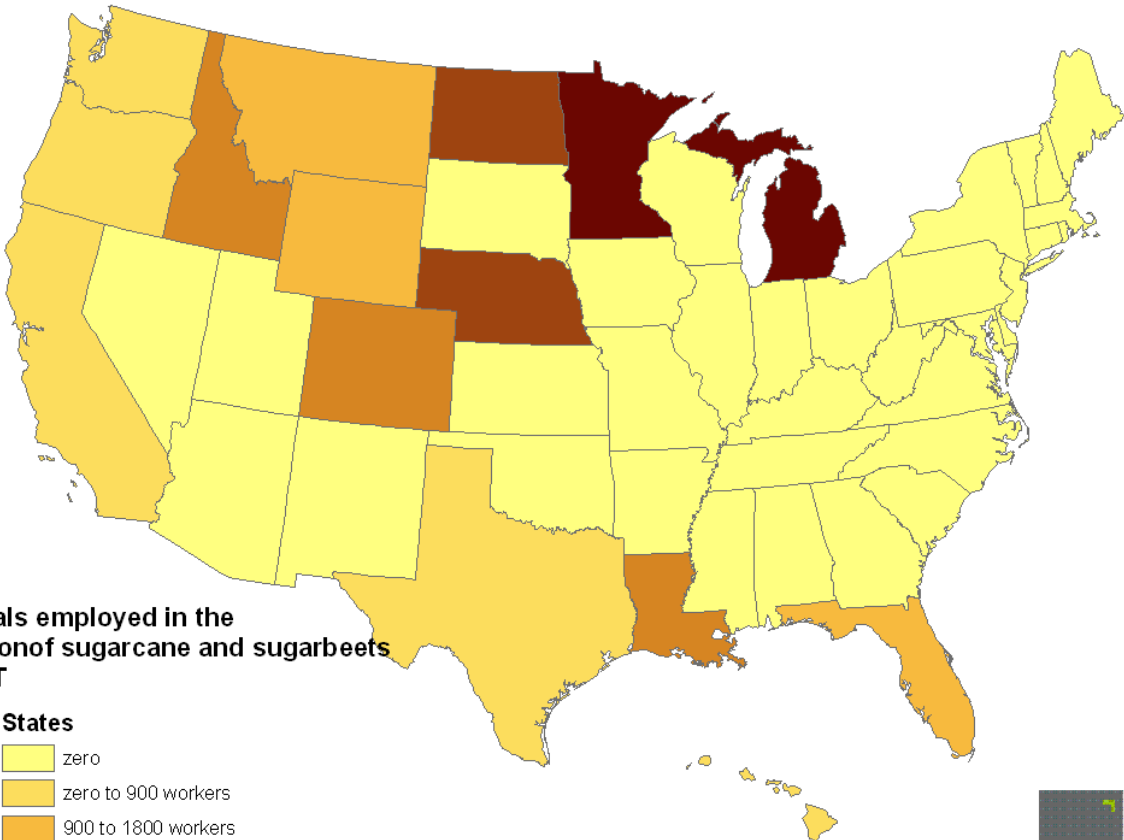 als employed in the
onof sugarcane and sugarbeets
T
States
zero
zero to 900 workers
900 to 1800 workers